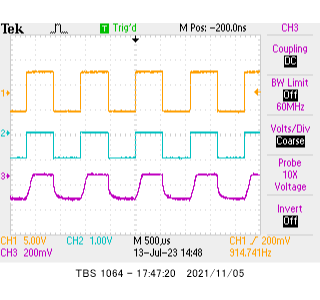 Tek Trig'd M Pos: -200.0ns CH3
Coupling
DC
BW Limit
Off
60MHz
Volts/Div
Coarse
Probe
10X
Voltage
Invert
Off
1
2
3
CH1 5.00V CH2 1.00V M 500µs CH1 / 200mV
CH3 200mV 13-Jul-23 14:48 914.741Hz
TBS 1064 - 17:47:20 2021/11/05